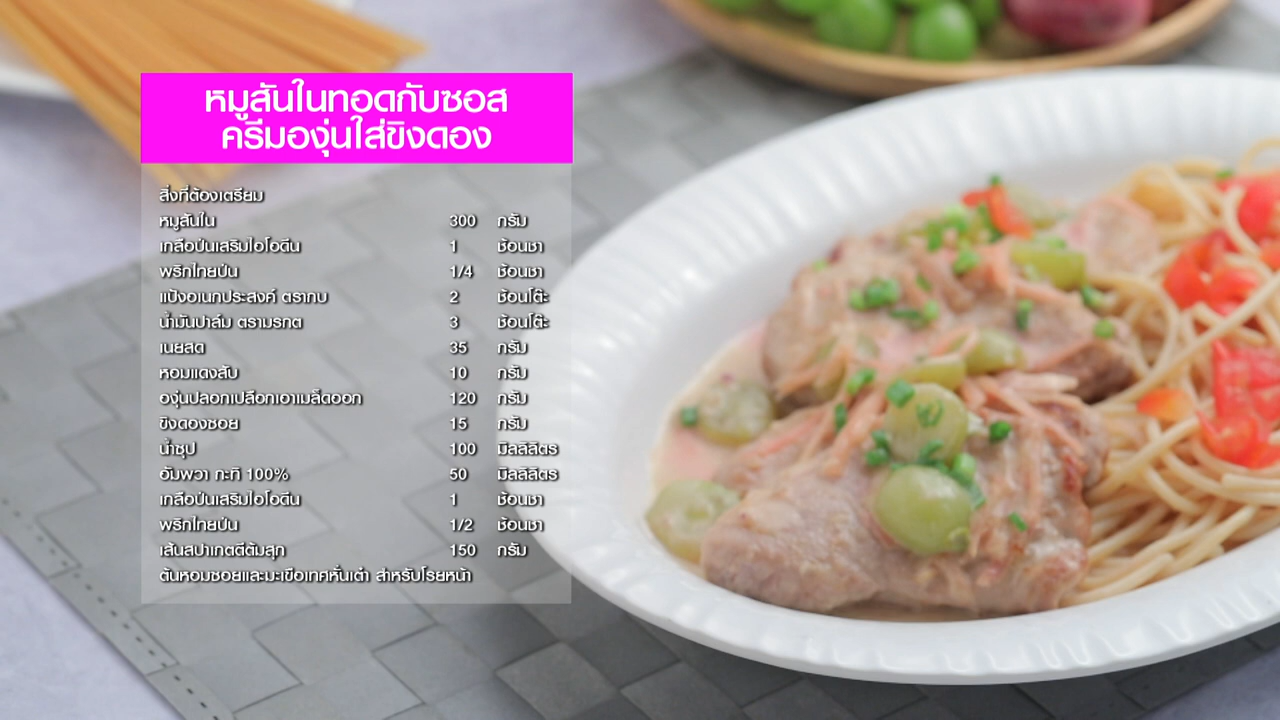 หมูสันในทอดกับซอส
ครีมองุ่นใส่ขิงดอง
สิ่งที่ต้องเตรียม
หมูสันใน 300 กรัม
เกลือป่นเสริมไอโอดีน 1 ช้อนชา
พริกไทยป่น 1/4 ช้อนชา
แป้งอเนกประสงค์ ตรากบ 2 ช้อนโต๊ะ
น้ำมันปาล์ม ตรามรกต 3 ช้อนโต๊ะ
เนยสด 35 กรัม
หอมแดงสับ 10 กรัม
องุ่นปลอกเปลือกเอาเมล็ดออก 120 กรัม
ขิงดองซอย 15 กรัม
น้ำซุป 100 มิลลิลิตร
อัมพวา กะทิ 100% 50 มิลลิลิตร
เกลือป่นเสริมไอโอดีน 1 ช้อนชา
พริกไทยป่น 1/2 ช้อนชา
เส้นสปาเกตตีต้มสุก 150 กรัม
ต้นหอมซอยและมะเขือเทศหั่นเต๋า สำหรับโรยหน้า